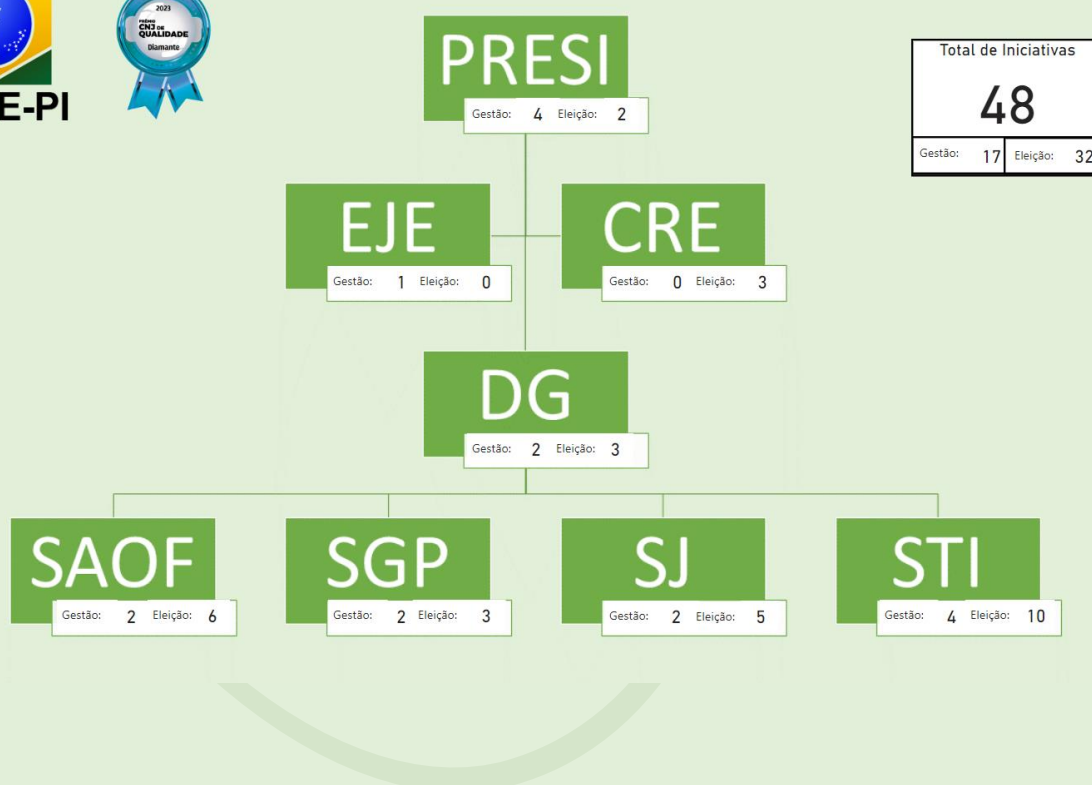 2023
PRÊMIO
CNJ DE
QUALIDADE
Diamante
E-PI
PRESI
Gestão: 4 Eleição: 2
Total de Iniciativas
48
Gestão: 17 Eleição: 32
EJE
Gestão: 1 Eleição: 0
CRE
Gestão: 0 Eleição: 3
DG
Gestão: 2 Eleição: 3
SAOF
Gestão: 2 Eleição: 6
SGP
Gestão: 2 Eleição: 3
SJ
Gestão: 2 Eleição: 5
STI
Gestão: 4 Eleição: 10